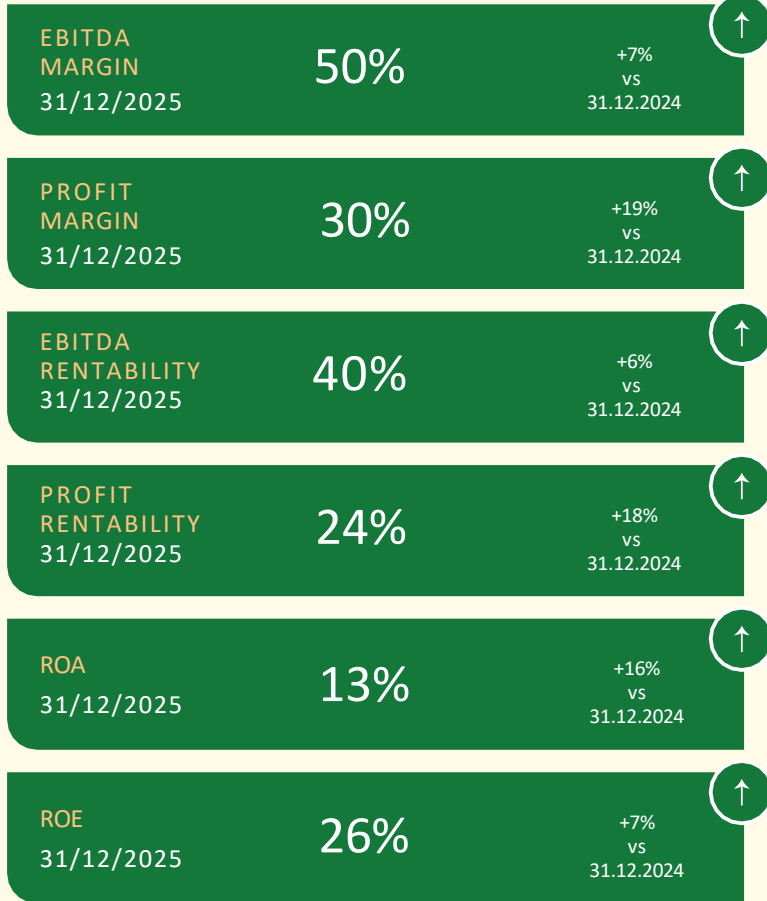 ↑
EBITDA
MARGIN
31/12/2025
50%
+7%
vs
31.12.2024
↑
PROFIT
MARGIN
31/12/2025
30%
+19%
vs
31.12.2024
↑
EBITDA
RENTABILITY
31/12/2025
40%
+6%
vs
31.12.2024
↑
PROFIT
RENTABILITY
31/12/2025
24%
+18%
vs
31.12.2024
↑
ROA
31/12/2025
13%
+16%
vs
31.12.2024
↑
ROE
31/12/2025
26%
+7%
vs
31.12.2024